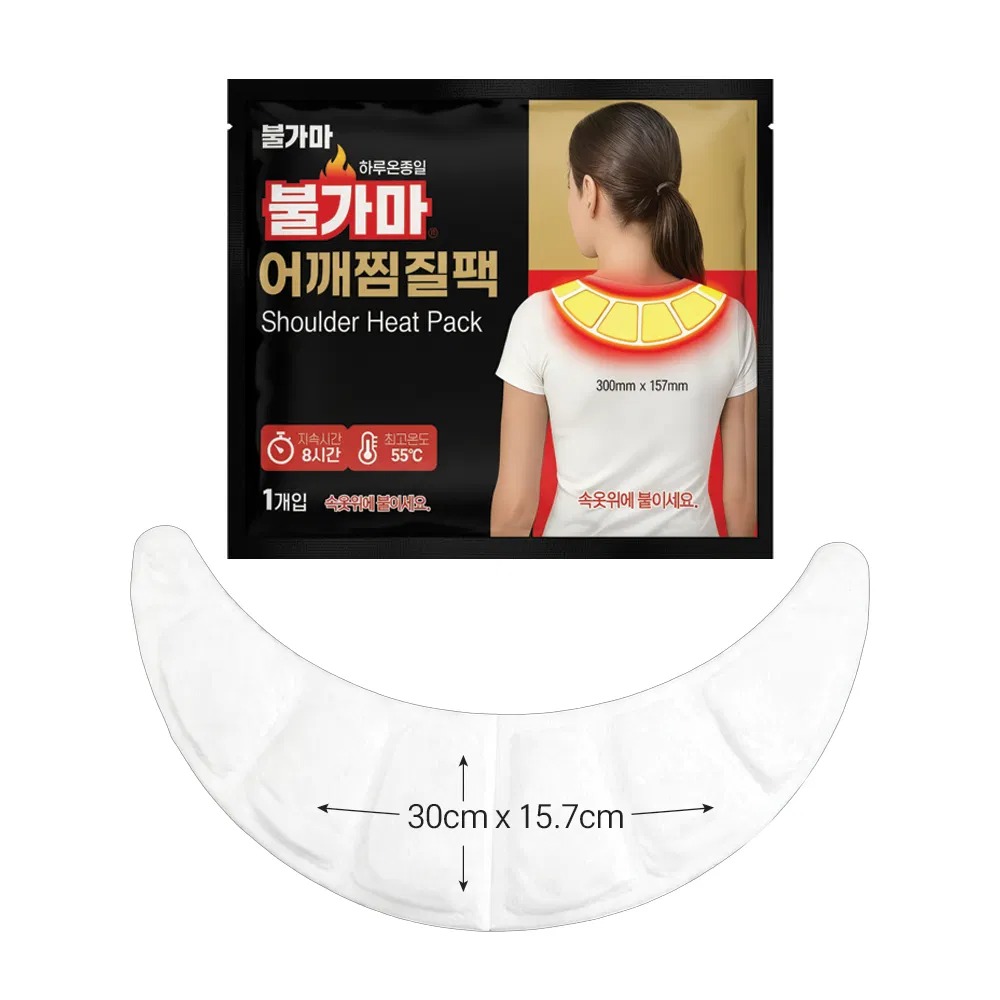 불가마
하루온종일
불가마®
어깨찜질팩
Shoulder Heat Pack
300mm x 157mm
지속시간
8시간
최고온도
55℃
1개입
속옷위에 붙이세요.
속옷위에 붙이세요.
30cm x 15.7cm